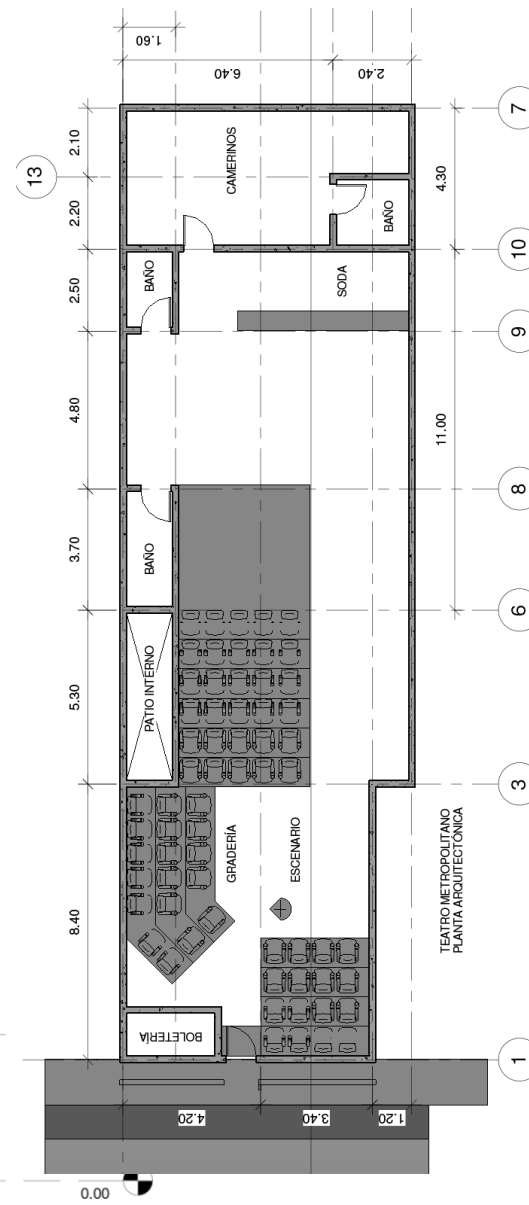 1.60
6.40
2.40
7
2.10
CAMERINOS
4.30
13
2.20
BAÑO
10
2.50
BAÑO
SODA
9
4.80
11.00
8
3.70
BAÑO
6
5.30
PATIO INTERNO
3
8.40
GRADERÍA
ESCENARIO
TEATRO METROPOLITANO
PLANTA ARQUITECTÓNICA
BOLETERÍA
1
4.20
3.40
1.20
0.00